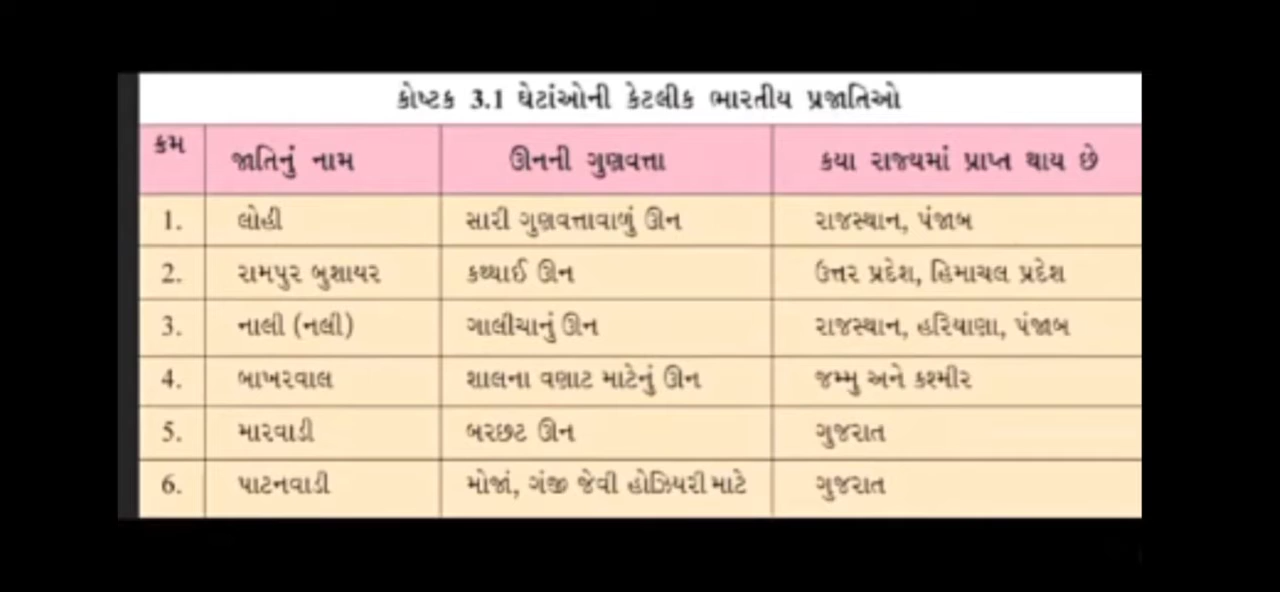 કોષ્ટક 3.1 ઘેટાંઓની કેટલીક ભારતીય પ્રજાતિઓ
ક્રમ જાતિનું નામ ઊનની ગુણવત્તા કયા રાજ્યમાં પ્રાપ્ત થાય છે
1. લોહી સારી ગુણવત્તાવાળું ઊન રાજસ્થાન, પંજાબ
2. રામપુર બુશાયર કથ્થાઈ ઊન ઉત્તર પ્રદેશ, હિમાચલ પ્રદેશ
3. નાલી (નલી) ગાલીચાનું ઊન રાજસ્થાન, હરિયાણા, પંજાબ
4. બાખરવાલ શાલના વણાટ માટેનું ઊન જમ્મુ અને કશ્મીર
5. મારવાડી બરછટ ઊન ગુજરાત
6. પાટનવાડી મોજાં, ગંજી જેવી હોઝિયરી માટે ગુજરાત